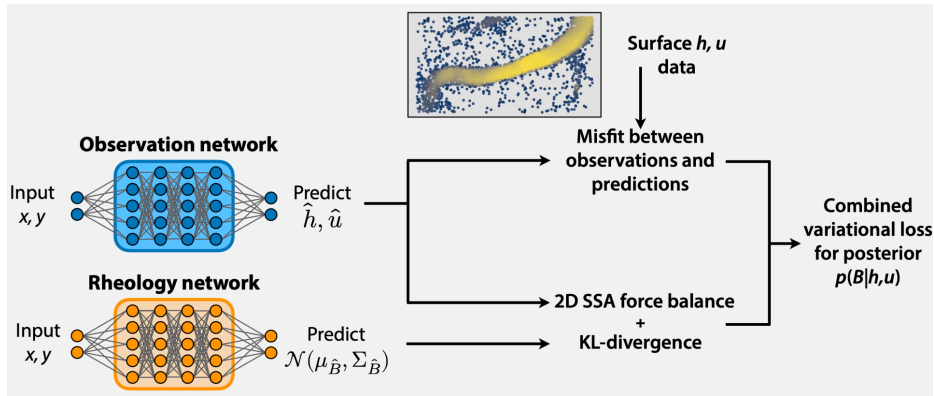 Surface h, u
data
Observation network
Input
x, y
Predict
ĥ, û
Misfit between
observations and
predictions
Combined
variational loss
for posterior
p(B|h,u)
Rheology network
Input
x, y
Predict
𝒩(μ_B̂, Σ_B̂)
2D SSA force balance
+
KL-divergence